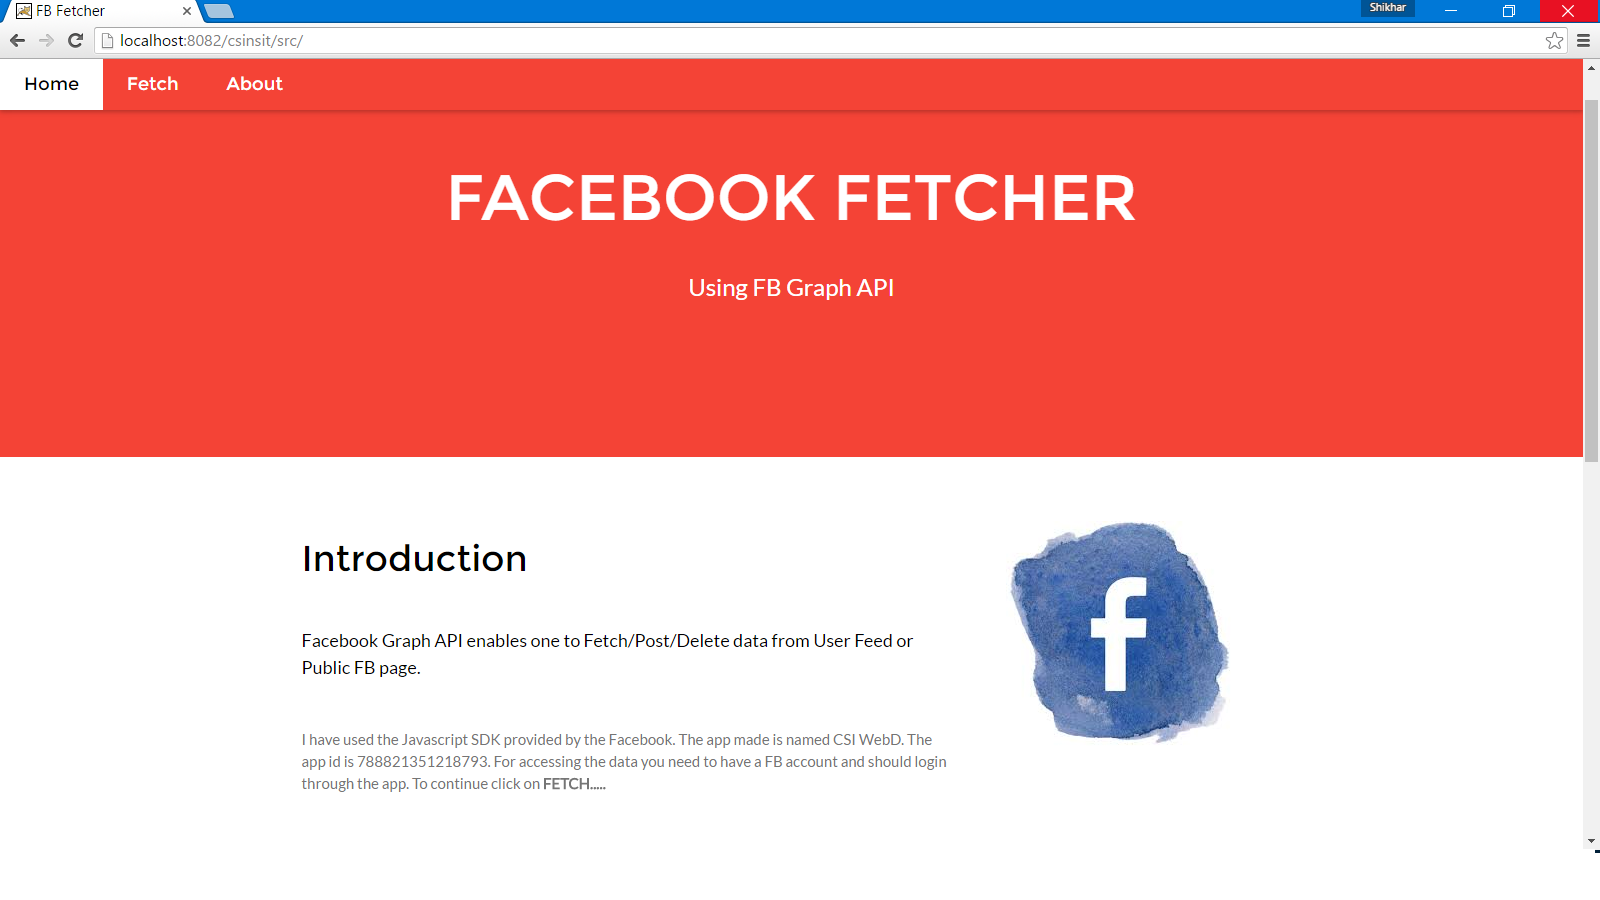 FB Fetcher
Shikhar
localhost:8082/csinsit/src/
Home Fetch About
FACEBOOK FETCHER
Using FB Graph API
Introduction
Facebook Graph API enables one to Fetch/Post/Delete data from User Feed or
Public FB page.
I have used the Javascript SDK provided by the Facebook. The app made is named CSI WebD. The
app id is 788821351218793. For accessing the data you need to have a FB account and should login
through the app. To continue click on FETCH.....
f